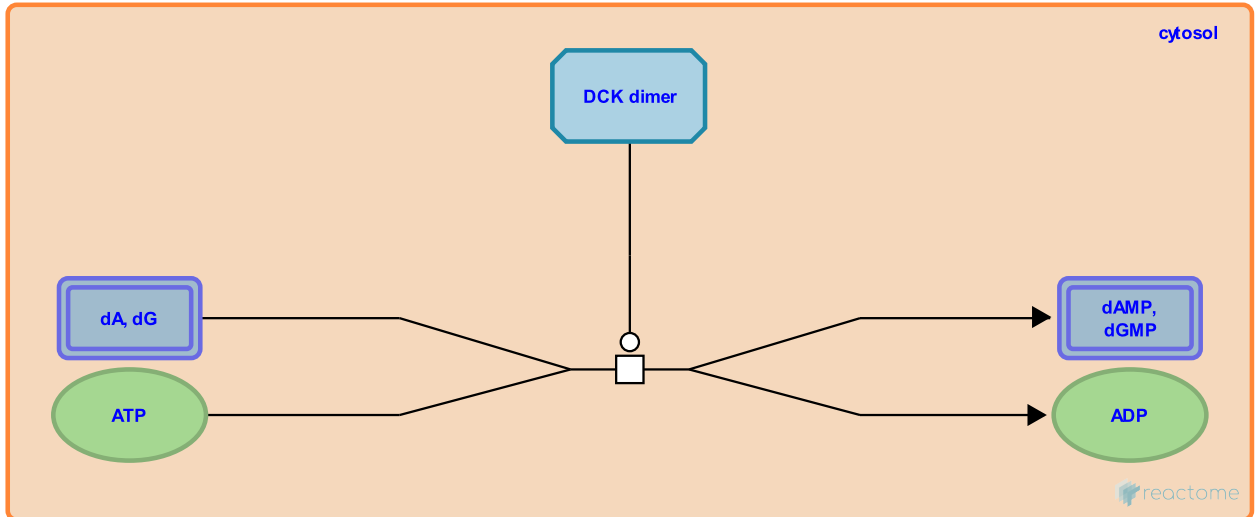 cytosol
DCK dimer
dA, dG
dAMP,
dGMP
ATP
ADP
reactome